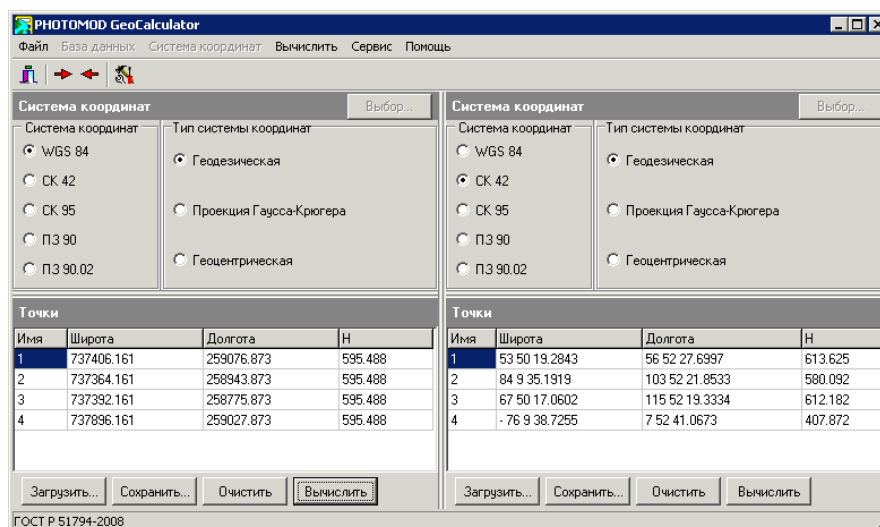 PHOTOMOD GeoCalculator
Файл База данных Система координат Вычислить Сервис Помощь
Система координат Выбор... Система координат Выбор...
Система координат Тип системы координат Система координат Тип системы координат
WGS 84 Геодезическая WGS 84 Геодезическая
СК 42 СК 42
СК 95 Проекция Гаусса-Крюгера СК 95 Проекция Гаусса-Крюгера
ПЗ 90 ПЗ 90
ПЗ 90.02 Геоцентрическая ПЗ 90.02 Геоцентрическая
Точки Точки
Имя Широта Долгота H Имя Широта Долгота H
1 737406.161 259076.873 595.488 1 53 50 19.2843 56 52 27.6997 613.625
2 737364.161 258943.873 595.488 2 84 9 35.1919 103 52 21.8533 580.092
3 737392.161 258775.873 595.488 3 67 50 17.0602 115 52 19.3334 612.182
4 737896.161 259027.873 595.488 4 - 76 9 38.7255 7 52 41.0673 407.872
Загрузить... Сохранить... Очистить Вычислить Загрузить... Сохранить... Очистить Вычислить
ГОСТ Р 51794-2008